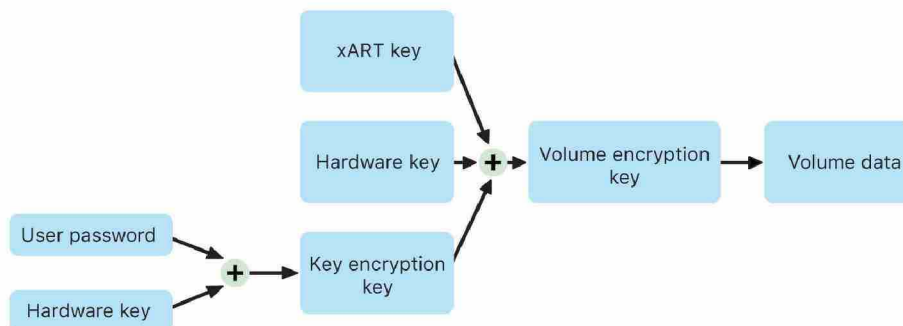 xART key
Hardware key
+
Volume encryption
key
Volume data
User password
+
Key encryption
key
Hardware key